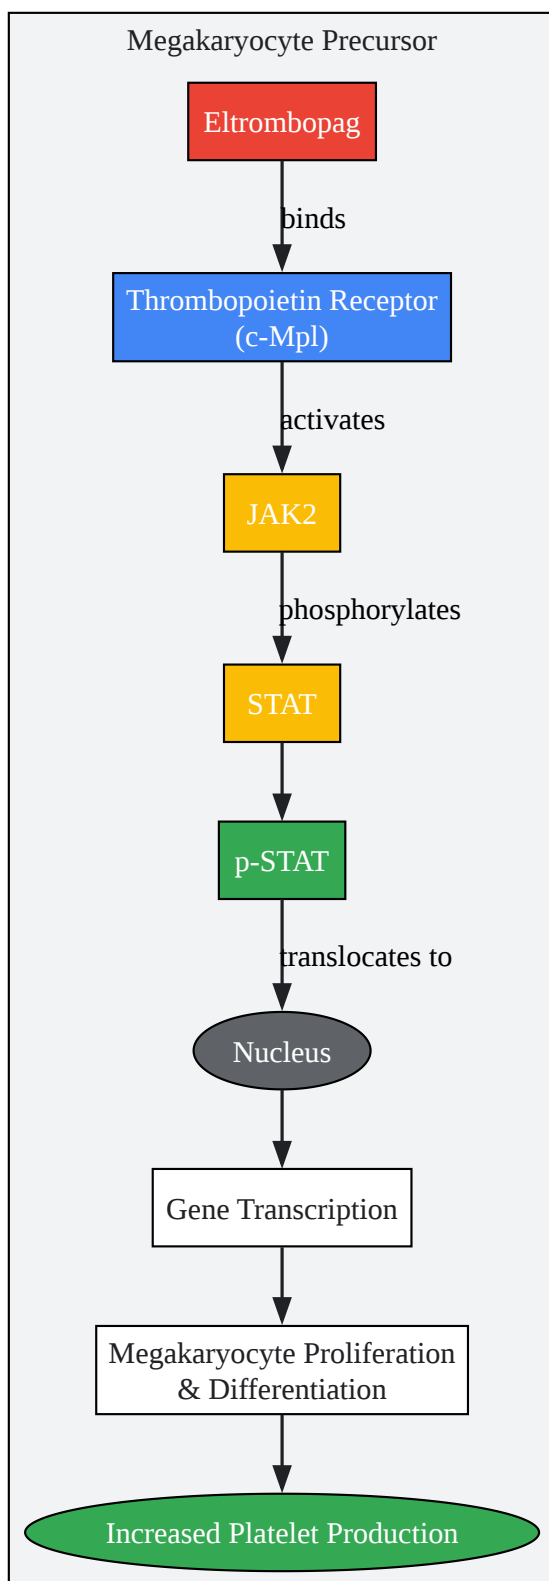 Megakaryocyte Precursor
Eltrombopag
binds
Thrombopoietin Receptor
(c-Mpl)
activates
JAK2
phosphorylates
STAT
p-STAT
translocates to
Nucleus
Gene Transcription
Megakaryocyte Proliferation
& Differentiation
Increased Platelet Production